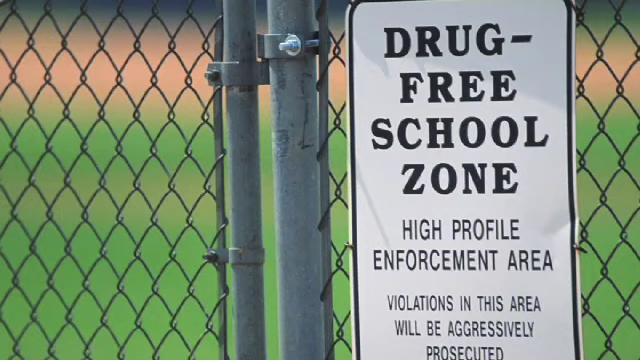 DRUG-
FREE
SCHOOL
ZONE
HIGH PROFILE
ENFORCEMENT AREA
VIOLATIONS IN THIS AREA
WILL BE AGGRESSIVELY
PROSECUTED